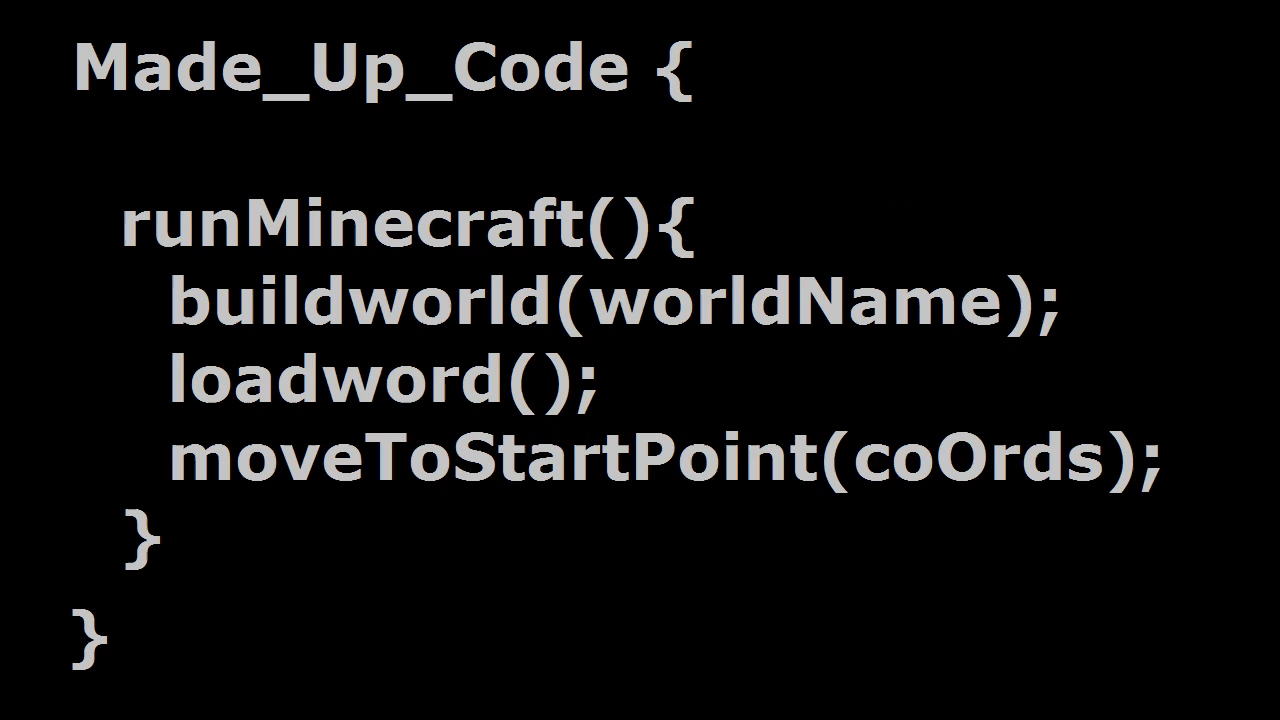 Made_Up_Code {
runMinecraft(){
buildworld(worldName);
loadword();
moveToStartPoint(coOrds);
}
}